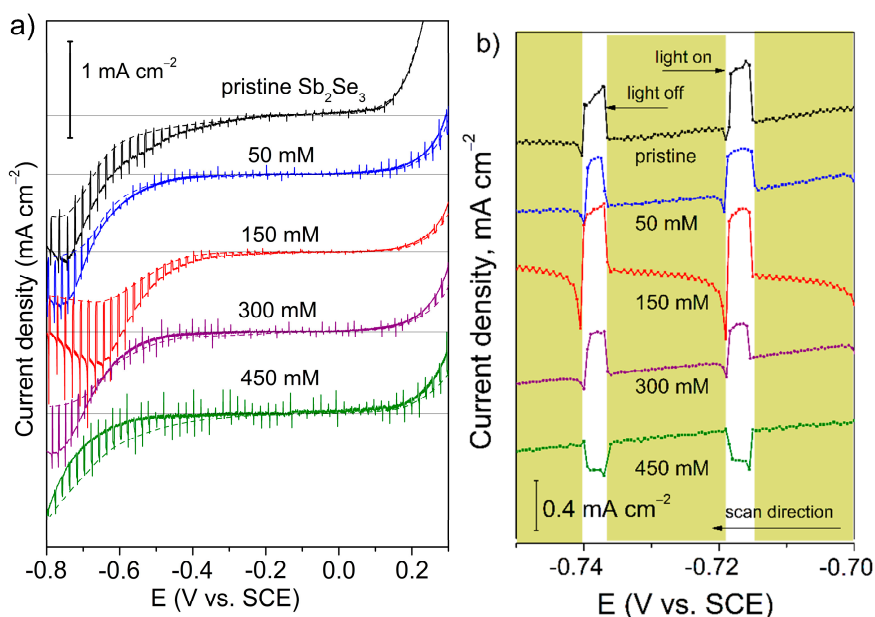 a)
1 mA cm⁻²
pristine Sb₂Se₃
50 mM
150 mM
300 mM
450 mM
Current density (mA cm⁻²)
-0.8 -0.6 -0.4 -0.2 0.0 0.2
E (V vs. SCE)
b)
light on
light off
pristine
50 mM
150 mM
300 mM
450 mM
0.4 mA cm⁻²
scan direction
Current density, mA cm⁻²
-0.74 -0.72 -0.70
E (V vs. SCE)